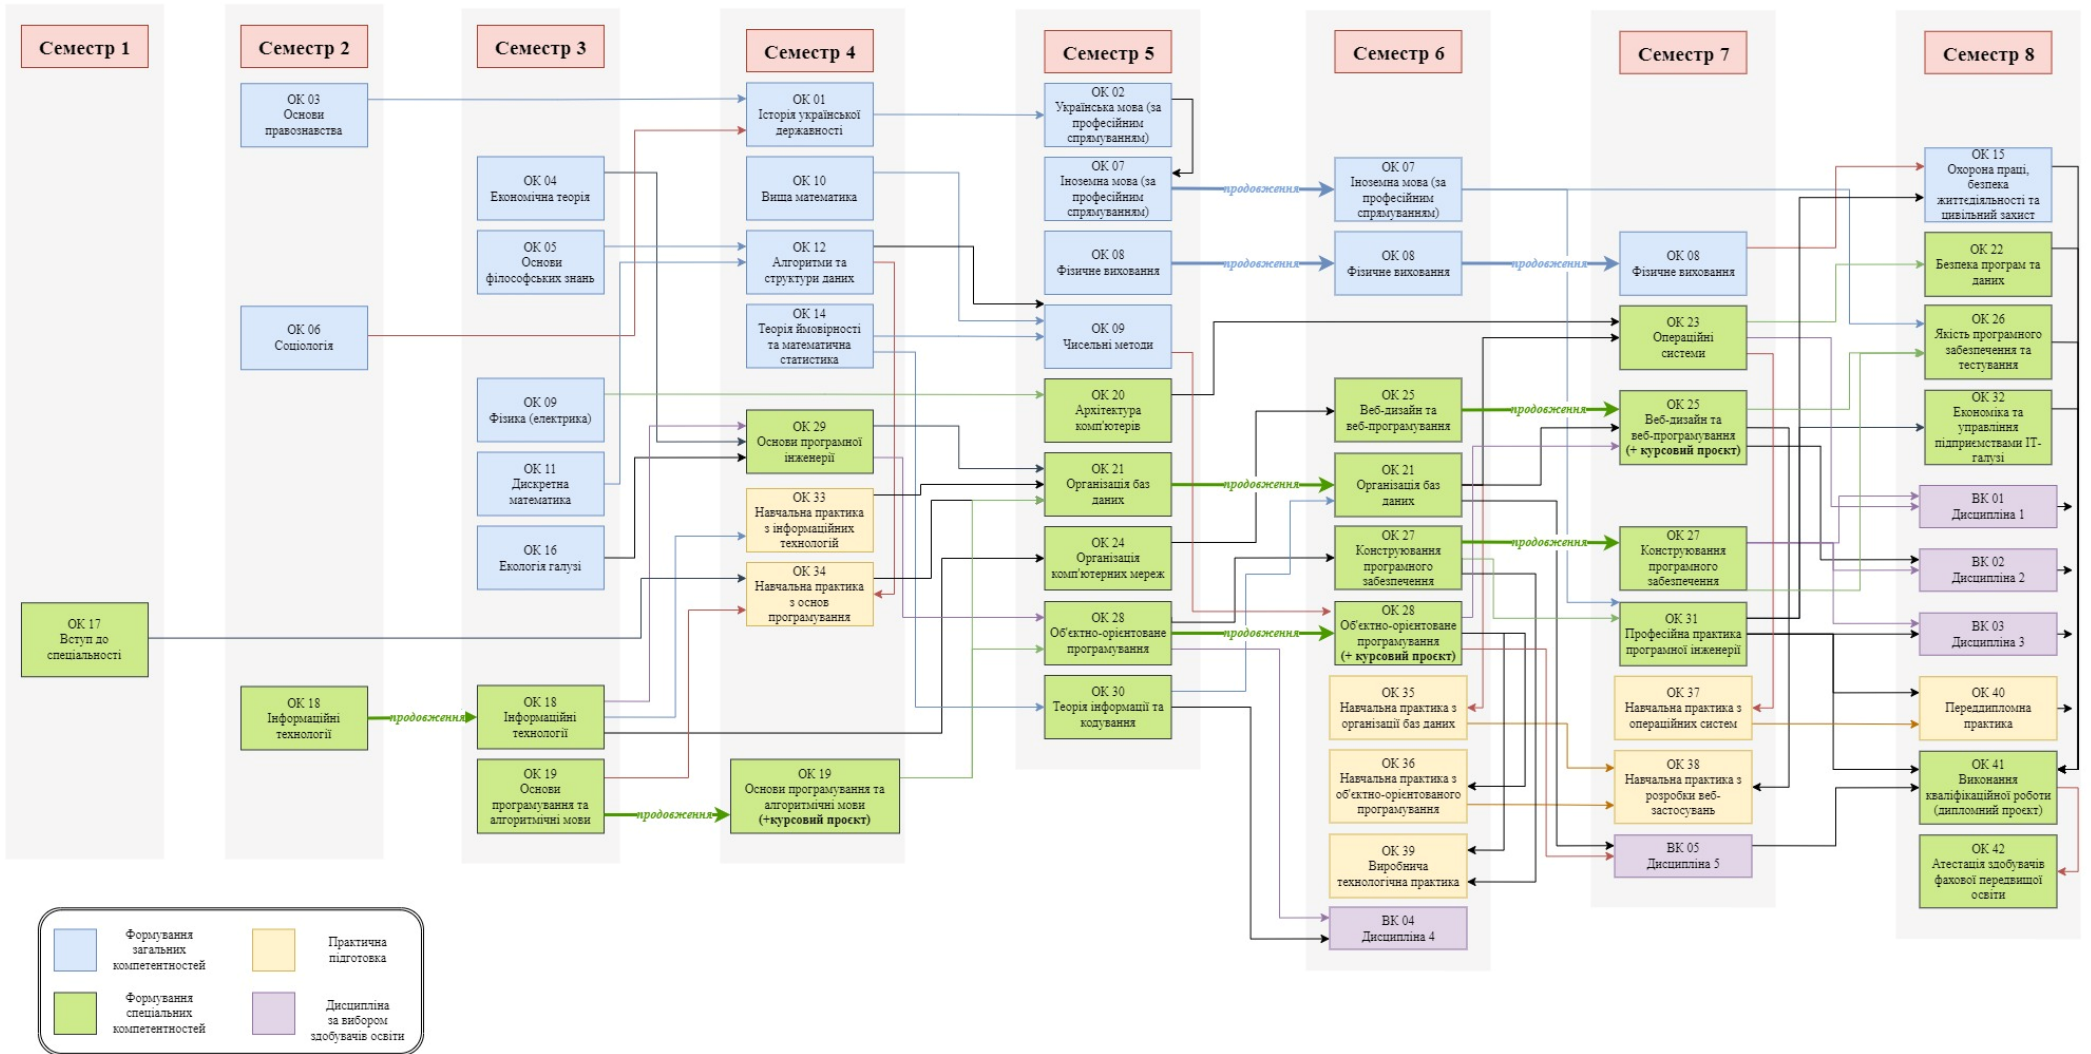 Семестр 1
Семестр 2
Семестр 3
Семестр 4
Семестр 5
Семестр 6
Семестр 7
Семестр 8
ОК 17
Вступ до
спеціальності
ОК 03
Основи
правознавства
ОК 06
Соціологія
ОК 18
Інформаційні
технології
продовження
ОК 04
Економічна теорія
ОК 05
Основи
філософських знань
ОК 09
Фізика (електрика)
ОК 11
Дискретна
математика
ОК 16
Екологія галузі
ОК 18
Інформаційні
технології
ОК 19
Основи
програмування та
алгоритмічні мови
продовження
ОК 01
Історія української
державності
ОК 10
Вища математика
ОК 12
Алгоритми та
структури даних
ОК 14
Теорія ймовірності
та математична
статистика
ОК 29
Основи програмної
інженерії
ОК 33
Навчальна практика
з інформаційних
технологій
ОК 34
Навчальна практика
з основ
програмування
ОК 19
Основи програмування та
алгоритмічні мови
(+курсовий проєкт)
ОК 02
Українська мова (за
професійним
спрямуванням)
ОК 07
Іноземна мова (за
професійним
спрямуванням)
продовження
ОК 08
Фізичне виховання
продовження
ОК 09
Чисельні методи
ОК 20
Архітектура
комп'ютерів
ОК 21
Організація баз
даних
продовження
ОК 24
Організація
комп'ютерних мереж
ОК 28
Об'єктно-орієнтоване
програмування
продовження
ОК 30
Теорія інформації та
кодування
ОК 07
Іноземна мова (за
професійним
спрямуванням)
ОК 08
Фізичне виховання
продовження
ОК 25
Веб-дизайн та
веб-програмування
продовження
ОК 21
Організація баз
даних
ОК 27
Конструювання
програмного
забезпечення
продовження
ОК 28
Об'єктно-орієнтоване
програмування
(+ курсовий проєкт)
ОК 35
Навчальна практика з
організації баз даних
ОК 36
Навчальна практика з
об'єктно-орієнтованого
програмування
ОК 39
Виробнича
технологічна практика
ВК 04
Дисципліна 4
ОК 08
Фізичне виховання
ОК 23
Операційні
системи
ОК 25
Веб-дизайн та
веб-програмування
(+ курсовий проєкт)
ОК 27
Конструювання
програмного
забезпечення
ОК 31
Професійна практика
програмної інженерії
ОК 37
Навчальна практика
з операційних систем
ОК 38
Навчальна практика з
розробки веб-
застосувань
ВК 05
Дисципліна 5
ОК 15
Охорона праці,
безпека
життєдіяльності та
цивільний захист
ОК 22
Безпека програм та
даних
ОК 26
Якість програмного
забезпечення та
тестування
ОК 32
Економіка та
управління
підприємствами ІТ-
галузі
ВК 01
Дисципліна 1
ВК 02
Дисципліна 2
ВК 03
Дисципліна 3
ОК 40
Переддипломна
практика
ОК 41
Виконання
кваліфікаційної роботи
(дипломний проєкт)
ОК 42
Атестація здобувачів
фахової передвищої
освіти
Формування
загальних
компетентностей
Практична
підготовка
Формування
спеціальних
компетентностей
Дисципліна
за вибором
здобувачів освіти